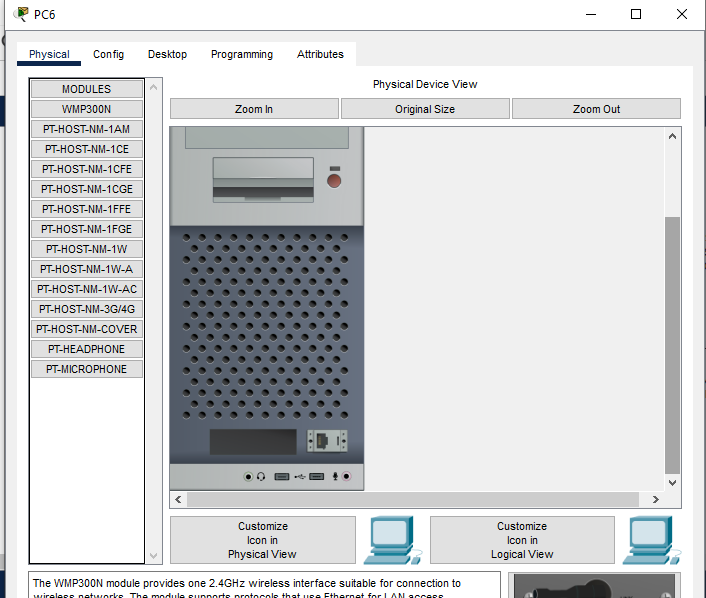 PC6
Physical Config Desktop Programming Attributes
MODULES
WMP300N
PT-HOST-NM-1AM
PT-HOST-NM-1CE
PT-HOST-NM-1CFE
PT-HOST-NM-1CGE
PT-HOST-NM-1FFE
PT-HOST-NM-1FGE
PT-HOST-NM-1W
PT-HOST-NM-1W-A
PT-HOST-NM-1W-AC
PT-HOST-NM-3G/4G
PT-HOST-NM-COVER
PT-HEADPHONE
PT-MICROPHONE
Physical Device View
Zoom In Original Size Zoom Out
Customize
Icon in
Physical View
Customize
Icon in
Logical View
The WMP300N module provides one 2.4GHz wireless interface suitable for connection to
wireless networks. The module supports protocols that use Ethernet for LAN access.